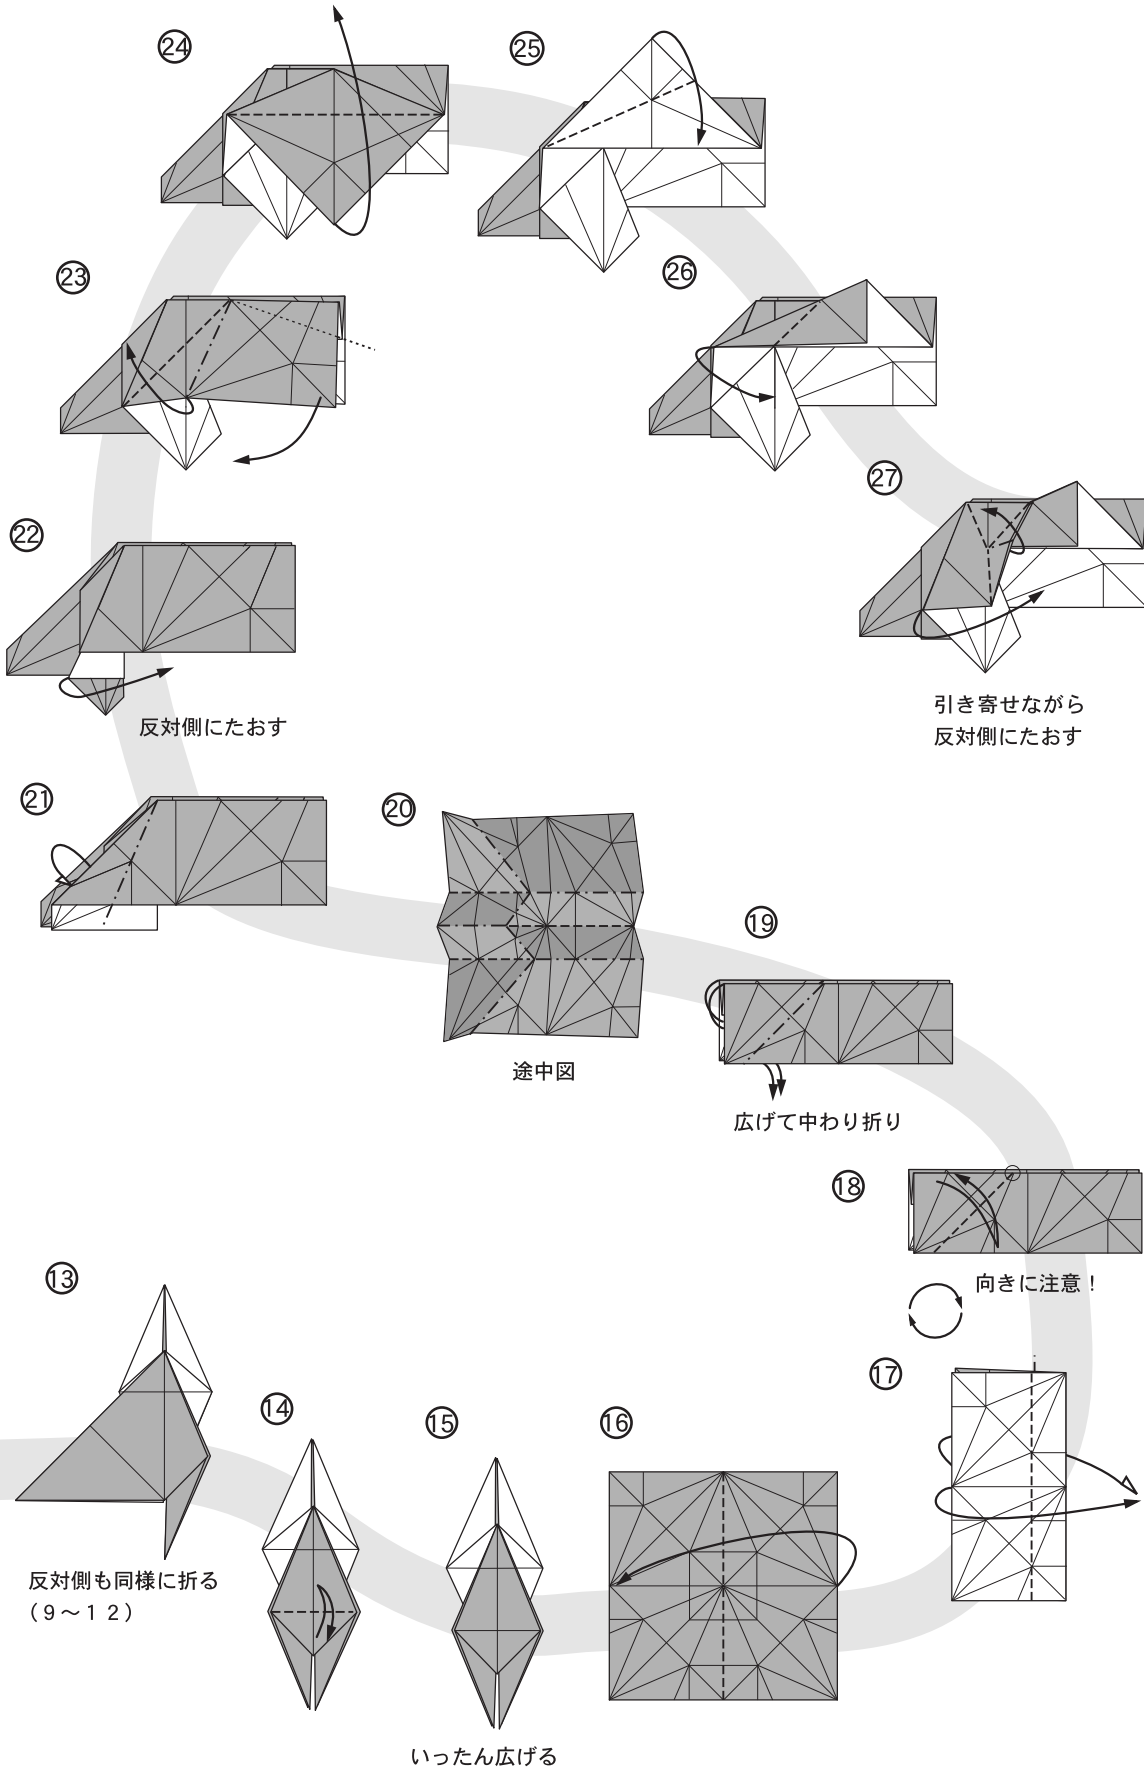 ⑬
反対側も同様に折る
（９～１２）
⑭
⑮
いったん広げる
⑯
⑰
⑱
向きに注意！
⑲
広げて中わり折り
⑳
途中図
㉑
㉒
反対側にたおす
㉓
㉔
㉕
㉖
㉗
引き寄せながら
反対側にたおす